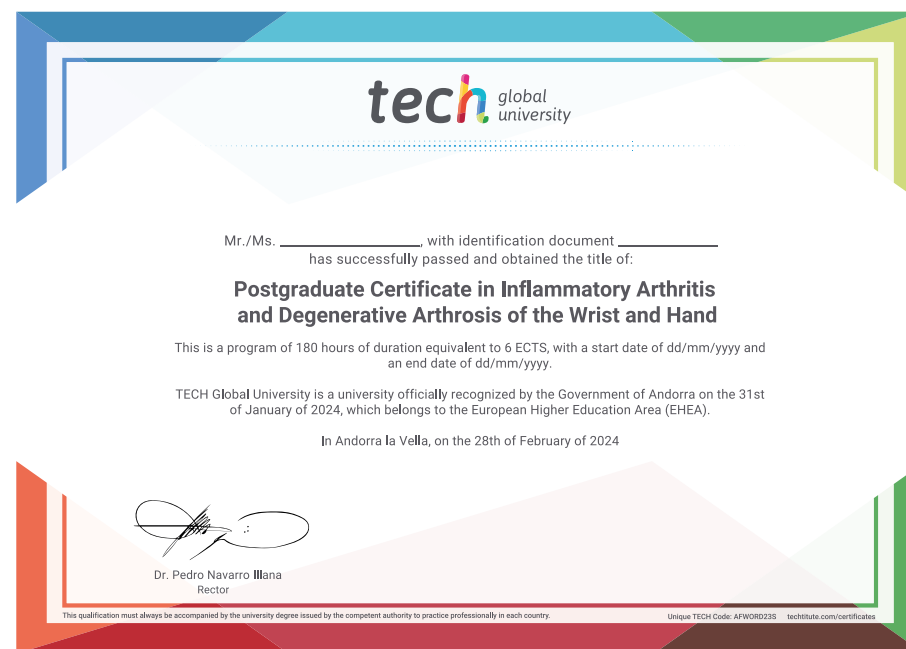 tech global university
Mr./Ms. ____________________, with identification document ______________
has successfully passed and obtained the title of:
Postgraduate Certificate in Inflammatory Arthritis
and Degenerative Arthrosis of the Wrist and Hand
This is a program of 180 hours of duration equivalent to 6 ECTS, with a start date of dd/mm/yyyy and
an end date of dd/mm/yyyy.
TECH Global University is a university officially recognized by the Government of Andorra on the 31st
of January of 2024, which belongs to the European Higher Education Area (EHEA).
In Andorra la Vella, on the 28th of February of 2024
Dr. Pedro Navarro Illana
Rector
This qualification must always be accompanied by the university degree issued by the competent authority to practice professionally in each country.
Unique TECH Code: AFWORD23S techtitute.com/certificates